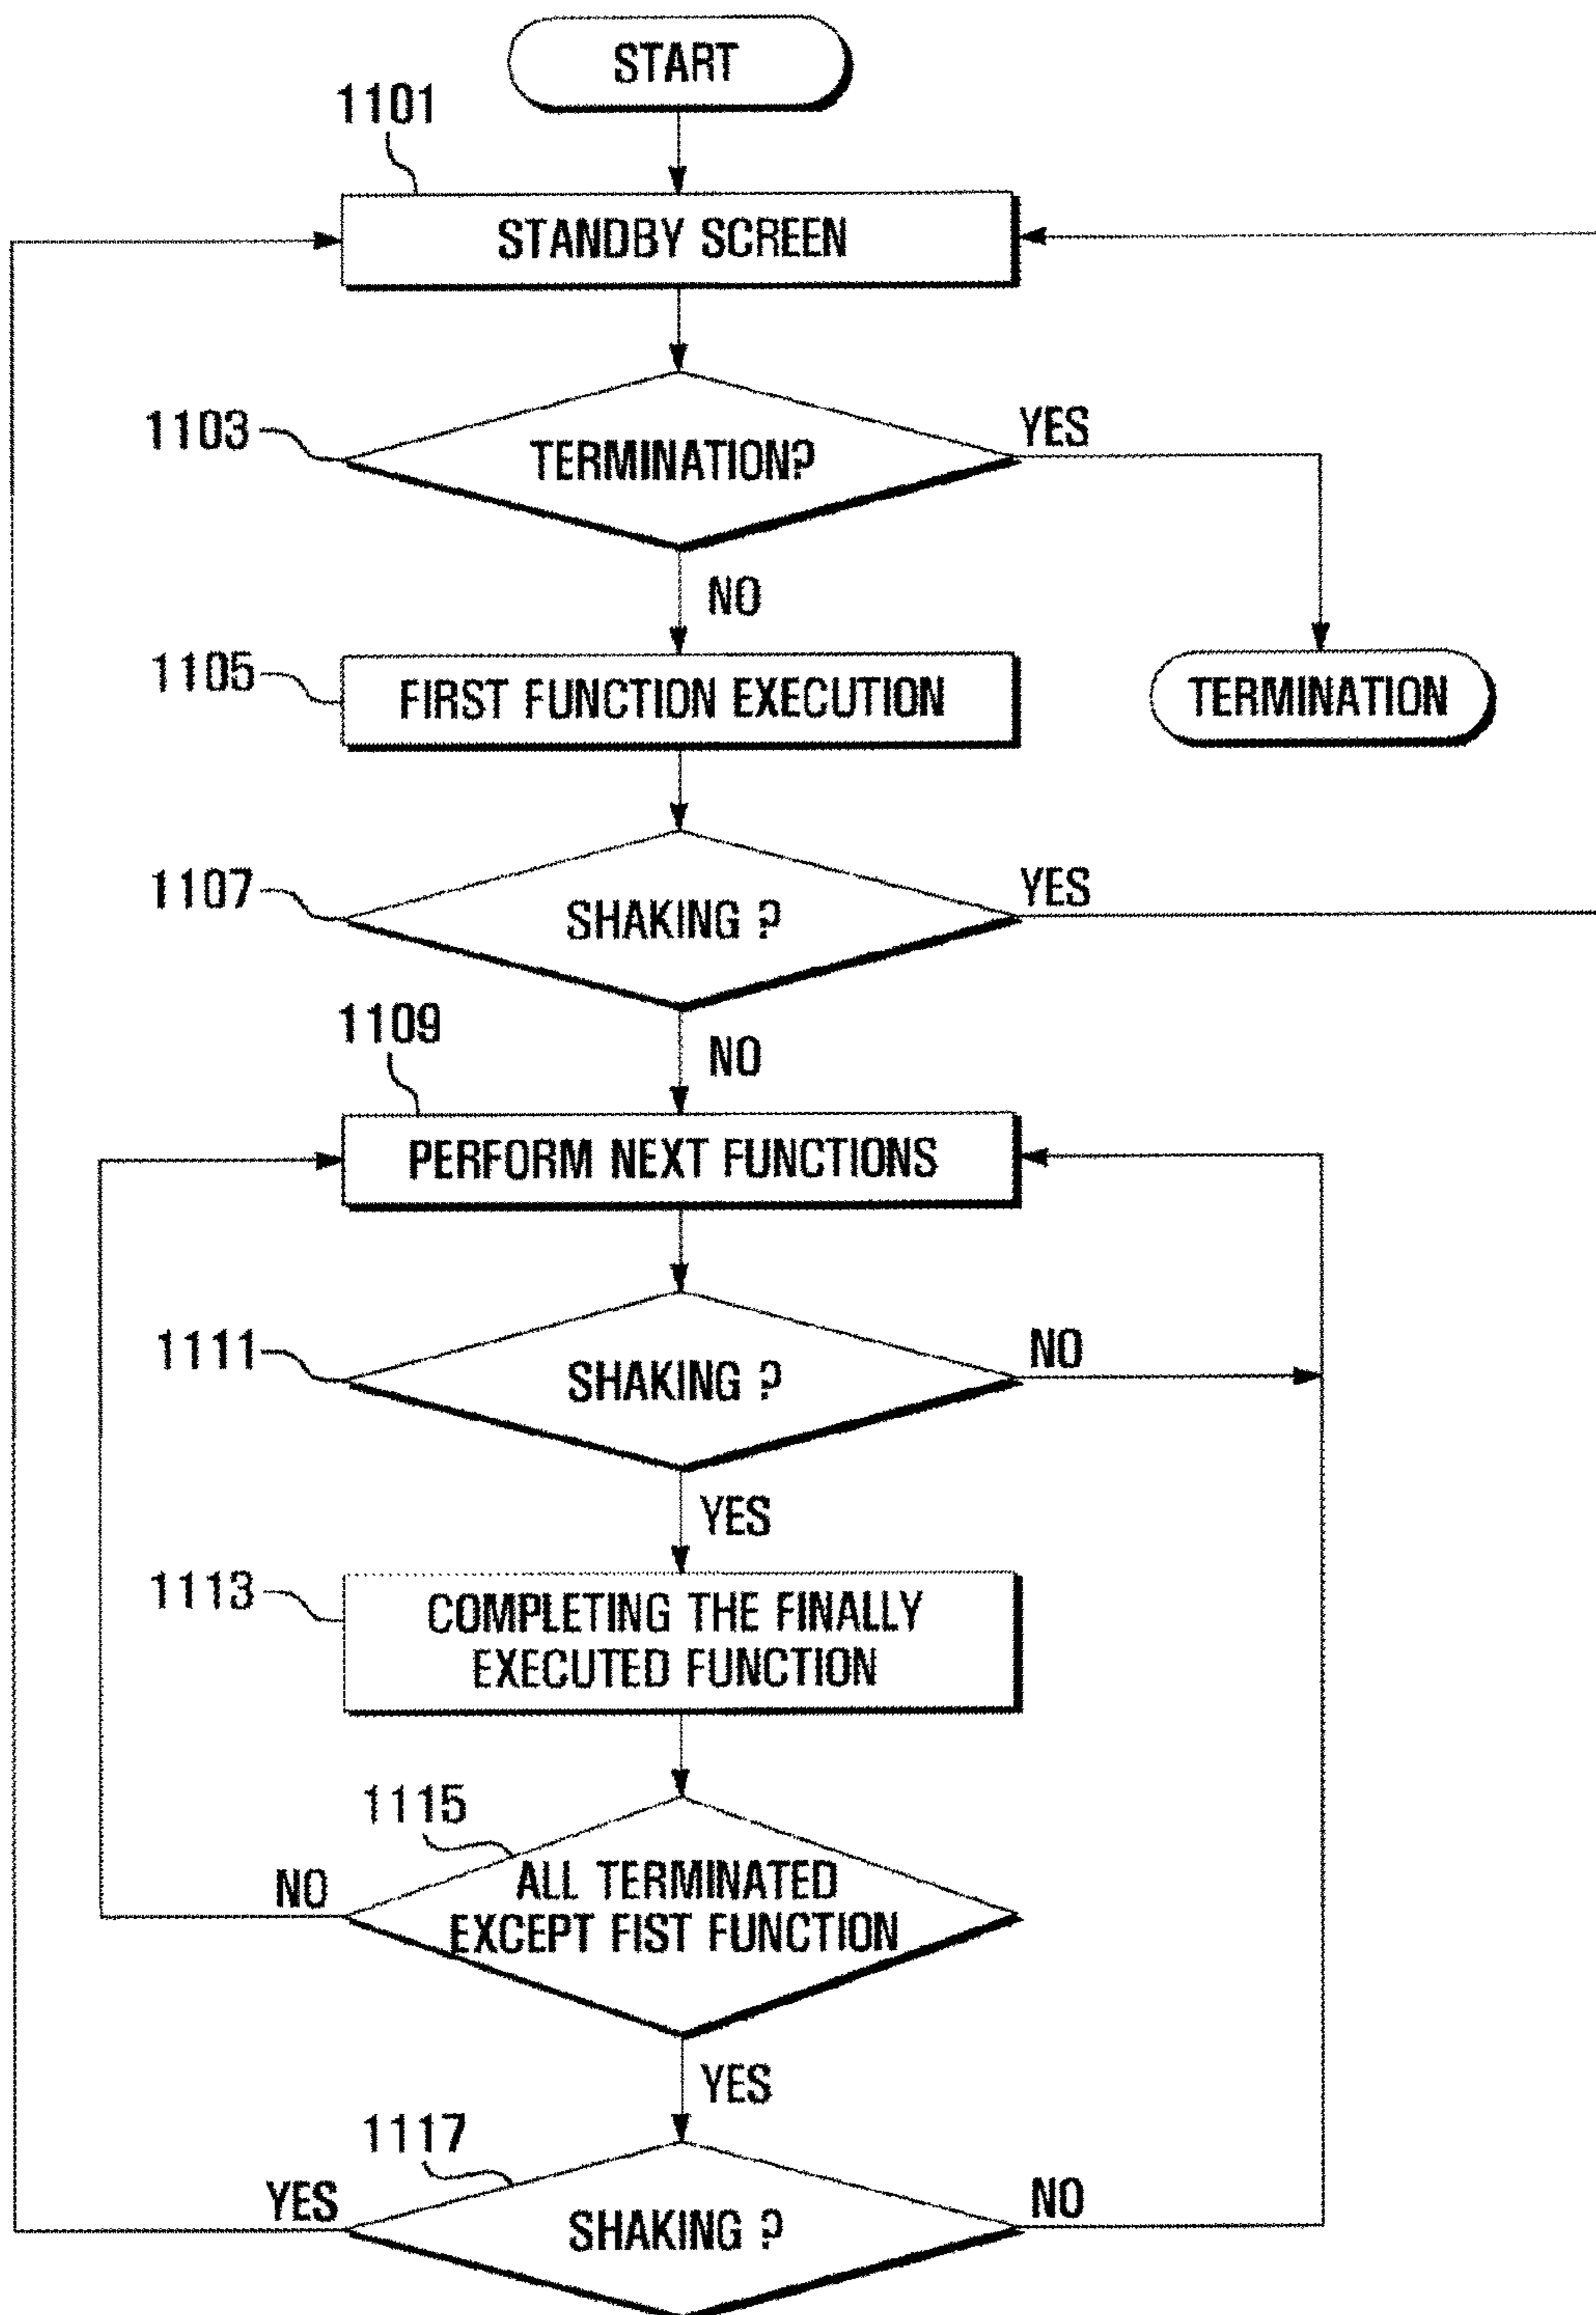 START
1101
STANDBY SCREEN
1103
TERMINATION?
YES
NO
1105
FIRST FUNCTION EXECUTION
TERMINATION
1107
SHAKING ?
YES
NO
1109
PERFORM NEXT FUNCTIONS
1111
SHAKING ?
NO
YES
1113
COMPLETING THE FINALLY
EXECUTED FUNCTION
1115
NO
ALL TERMINATED
EXCEPT FIST FUNCTION
YES
1117
YES
SHAKING ?
NO